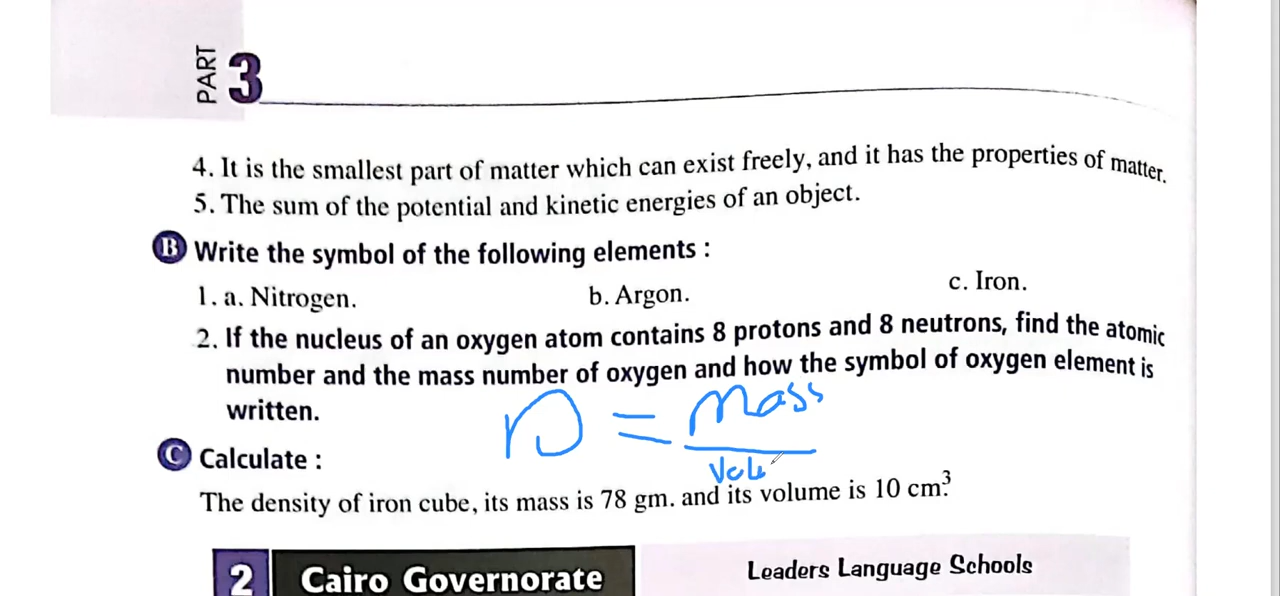 PART 3
4. It is the smallest part of matter which can exist freely, and it has the properties of matter.
5. The sum of the potential and kinetic energies of an object.
B Write the symbol of the following elements :
1. a. Nitrogen. b. Argon. c. Iron.
2. If the nucleus of an oxygen atom contains 8 protons and 8 neutrons, find the atomic
number and the mass number of oxygen and how the symbol of oxygen element is
written.
D = mass
Volu
C Calculate :
The density of iron cube, its mass is 78 gm. and its volume is 10 cm³.
2 Cairo Governorate Leaders Language Schools